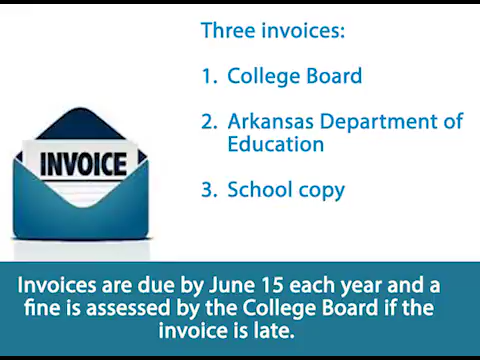 Three invoices:
1. College Board
2. Arkansas Department of
Education
3. School copy
INVOICE
Invoices are due by June 15 each year and a
fine is assessed by the College Board if the
invoice is late.